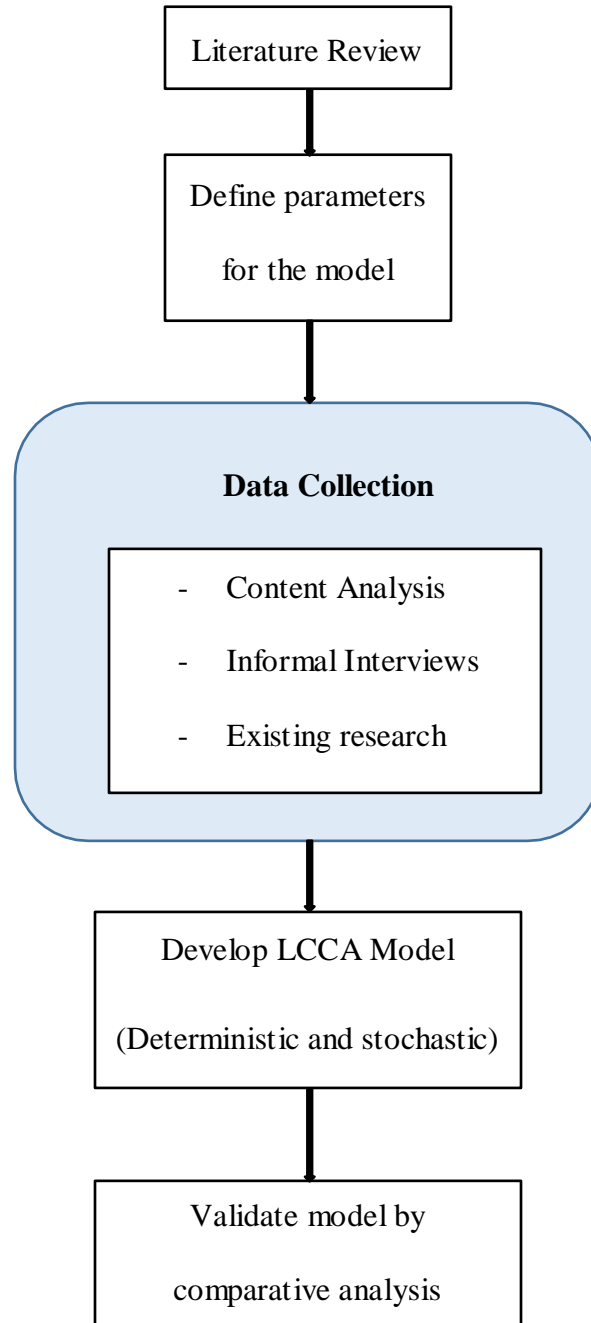 Literature Review
Define parameters
for the model
Data Collection
- Content Analysis
- Informal Interviews
- Existing research
Develop LCCA Model
(Deterministic and stochastic)
Validate model by
comparative analysis